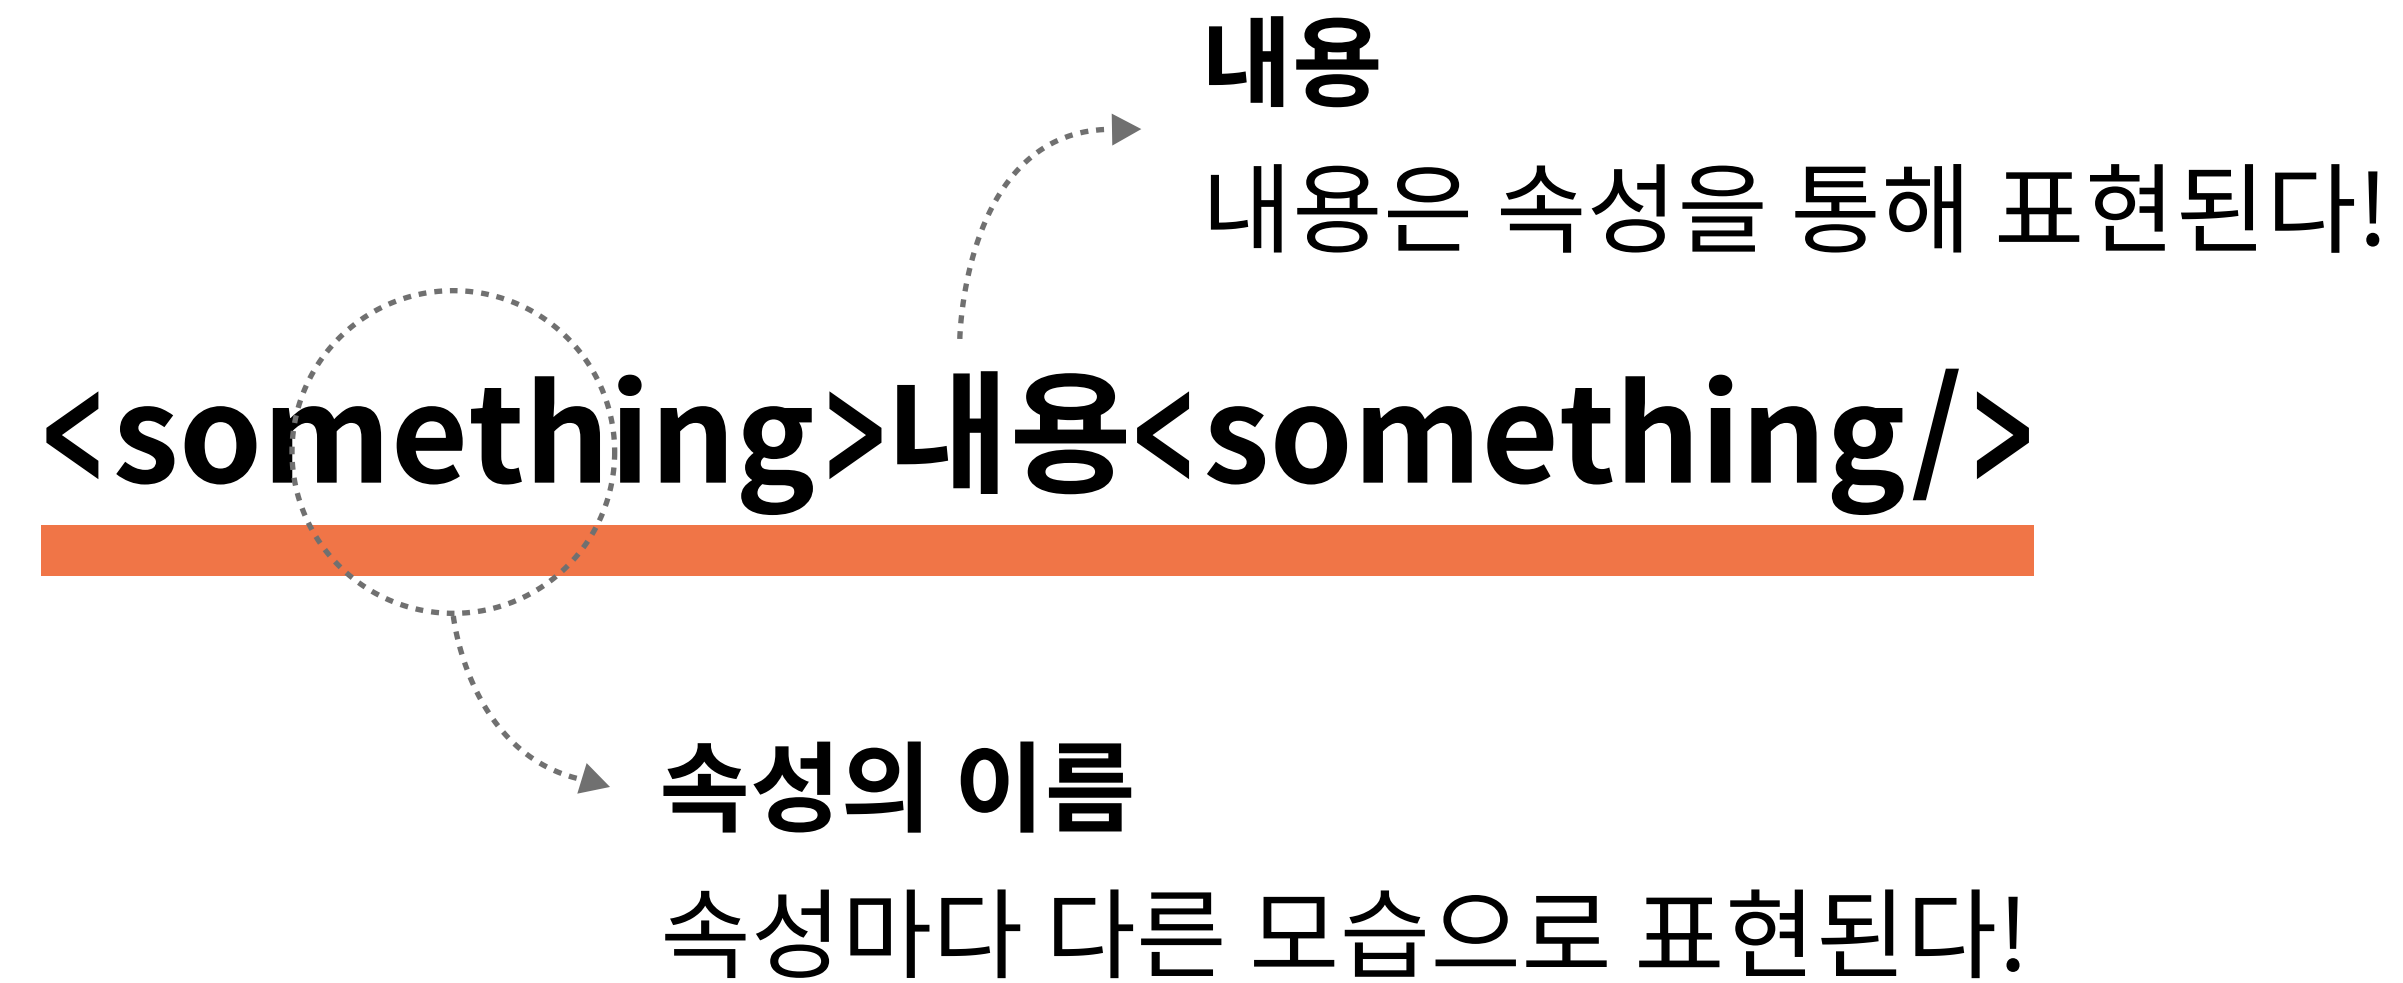 내용
내용은 속성을 통해 표현된다!
<something>내용<something/>
속성의 이름
속성마다 다른 모습으로 표현된다!